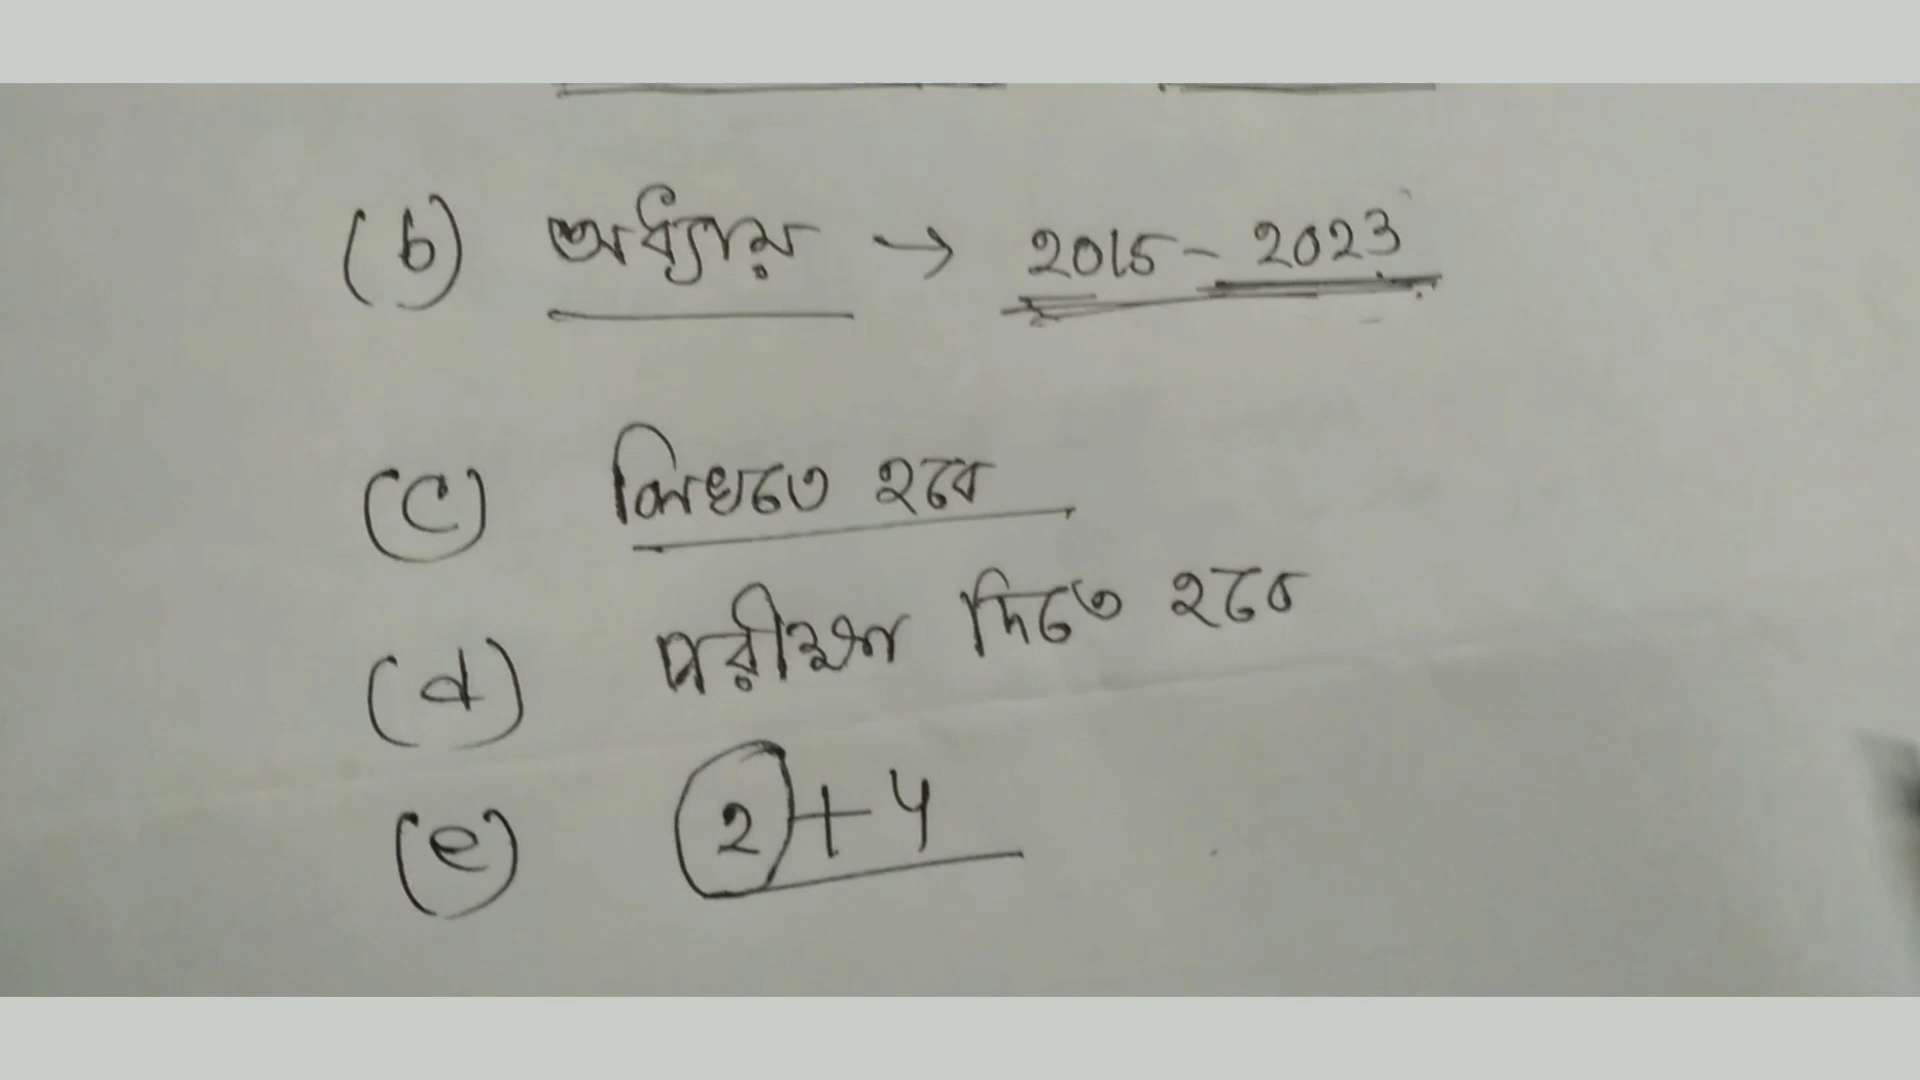 (b) অধ্যায় → 2015 - 2023
(c) লিখতে হবে
(d) পরীক্ষা দিতে হবে
(e) 2 + 4